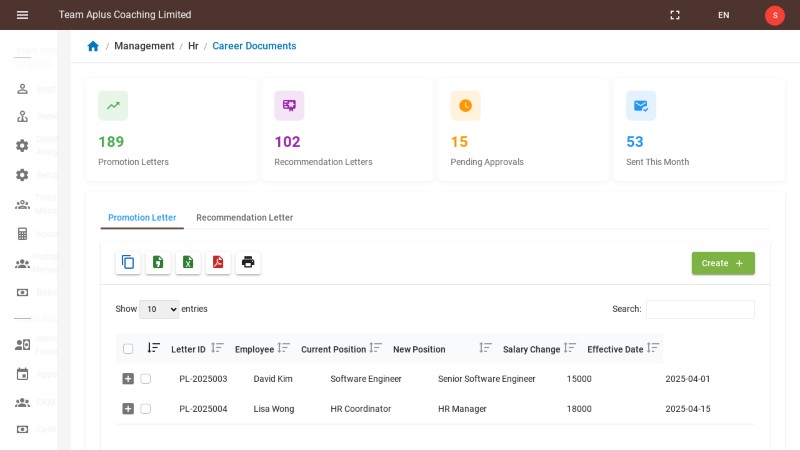 Team Aplus Coaching Limited
EN
S
/ Management / Hr / Career Documents
189
Promotion Letters
102
Recommendation Letters
15
Pending Approvals
53
Sent This Month
Promotion Letter
Recommendation Letter
Create +
Show 10 entries
Search:
Letter ID Employee Current Position New Position Salary Change Effective Date
PL-2025003 David Kim Software Engineer Senior Software Engineer 15000 2025-04-01
PL-2025004 Lisa Wong HR Coordinator HR Manager 18000 2025-04-15